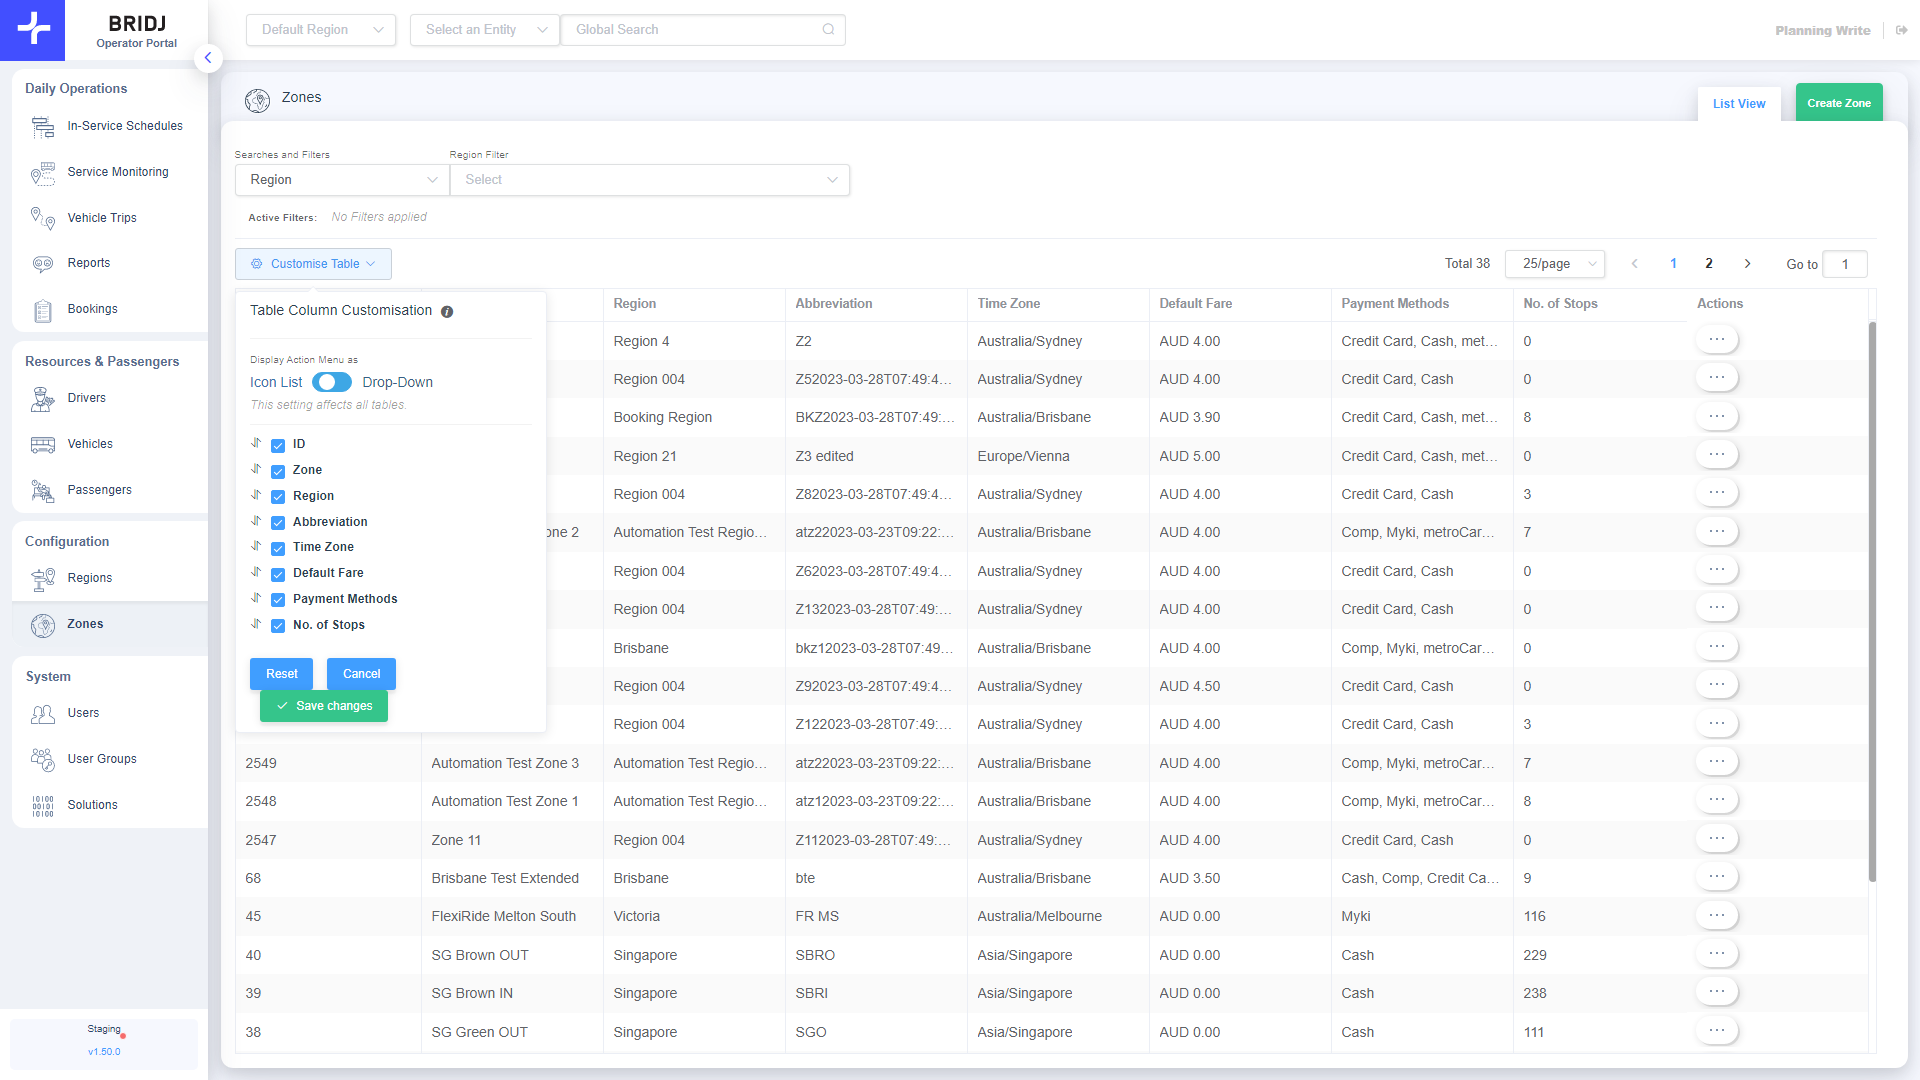 BRIDJ
Operator Portal
Default Region
Select an Entity
Global Search
Planning Write
Daily Operations
In-Service Schedules
Service Monitoring
Vehicle Trips
Reports
Bookings
Resources & Passengers
Drivers
Vehicles
Passengers
Configuration
Regions
Zones
System
Users
User Groups
Solutions
Staging
v1.50.0
Zones
List View
Create Zone
Searches and Filters
Region Filter
Region
Select
Active Filters: No Filters applied
Customise Table
Total 38
25/page
1
2
Go to
1
Table Column Customisation
Display Action Menu as
Icon List
Drop-Down
This setting affects all tables.
ID
Zone
Region
Abbreviation
Time Zone
Default Fare
Payment Methods
No. of Stops
Reset
Cancel
Save changes
Region Abbreviation Time Zone Default Fare Payment Methods No. of Stops Actions
Region 4 Z2 Australia/Sydney AUD 4.00 Credit Card, Cash, met... 0
Region 004 Z52023-03-28T07:49:4... Australia/Sydney AUD 4.00 Credit Card, Cash 0
Booking Region BKZ2023-03-28T07:49:... Australia/Brisbane AUD 3.90 Credit Card, Cash, met... 8
Region 21 Z3 edited Europe/Vienna AUD 5.00 Credit Card, Cash, met... 0
Region 004 Z82023-03-28T07:49:4... Australia/Sydney AUD 4.00 Credit Card, Cash 3
one 2 Automation Test Regio... atz22023-03-23T09:22:... Australia/Brisbane AUD 4.00 Comp, Myki, metroCar... 7
Region 004 Z62023-03-28T07:49:4... Australia/Sydney AUD 4.00 Credit Card, Cash 0
Region 004 Z132023-03-28T07:49:... Australia/Sydney AUD 4.00 Credit Card, Cash 0
Brisbane bkz12023-03-28T07:49... Australia/Brisbane AUD 4.00 Comp, Myki, metroCar... 0
Region 004 Z92023-03-28T07:49:4... Australia/Sydney AUD 4.50 Credit Card, Cash 0
Region 004 Z122023-03-28T07:49:... Australia/Sydney AUD 4.00 Credit Card, Cash 3
2549 Automation Test Zone 3 Automation Test Regio... atz22023-03-23T09:22:... Australia/Brisbane AUD 4.00 Comp, Myki, metroCar... 7
2548 Automation Test Zone 1 Automation Test Regio... atz12023-03-23T09:22:... Australia/Brisbane AUD 4.00 Comp, Myki, metroCar... 8
2547 Zone 11 Region 004 Z112023-03-28T07:49:... Australia/Sydney AUD 4.00 Credit Card, Cash 0
68 Brisbane Test Extended Brisbane bte Australia/Brisbane AUD 3.50 Cash, Comp, Credit Ca... 9
45 FlexiRide Melton South Victoria FR MS Australia/Melbourne AUD 0.00 Myki 116
40 SG Brown OUT Singapore SBRO Asia/Singapore AUD 0.00 Cash 229
39 SG Brown IN Singapore SBRI Asia/Singapore AUD 0.00 Cash 238
38 SG Green OUT Singapore SGO Asia/Singapore AUD 0.00 Cash 111